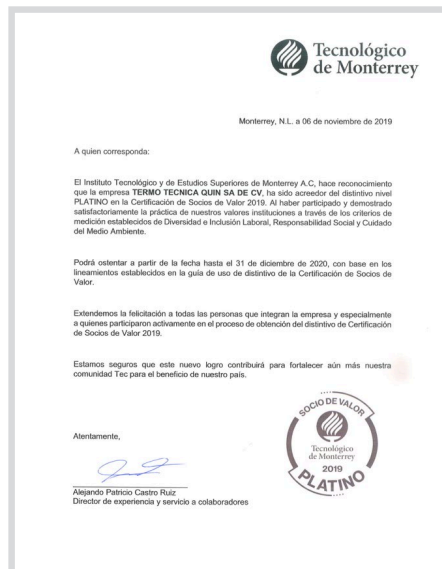 Tecnológico
de Monterrey
Monterrey, N.L. a 06 de noviembre de 2019
A quien corresponda:
El Instituto Tecnológico y de Estudios Superiores de Monterrey A.C, hace reconocimiento
que la empresa TERMO TECNICA QUIN SA DE CV, ha sido acreedor del distintivo nivel
PLATINO en la Certificación de Socios de Valor 2019. Al haber participado y demostrado
satisfactoriamente la práctica de nuestros valores instituciones a través de los criterios de
medición establecidos de Diversidad e Inclusión Laboral, Responsabilidad Social y Cuidado
del Medio Ambiente.
Podrá ostentar a partir de la fecha hasta el 31 de diciembre de 2020, con base en los
lineamientos establecidos en la guía de uso de distintivo de la Certificación de Socios de
Valor.
Extendemos la felicitación a todas las personas que integran la empresa y especialmente
a quienes participaron activamente en el proceso de obtención del distintivo de Certificación
de Socios de Valor 2019.
Estamos seguros que este nuevo logro contribuirá para fortalecer aún más nuestra
comunidad Tec para el beneficio de nuestro país.
Atentamente,
Alejando Patricio Castro Ruiz
Director de experiencia y servicio a colaboradores
SOCIO DE VALOR
Tecnológico
de Monterrey
2019
PLATINO